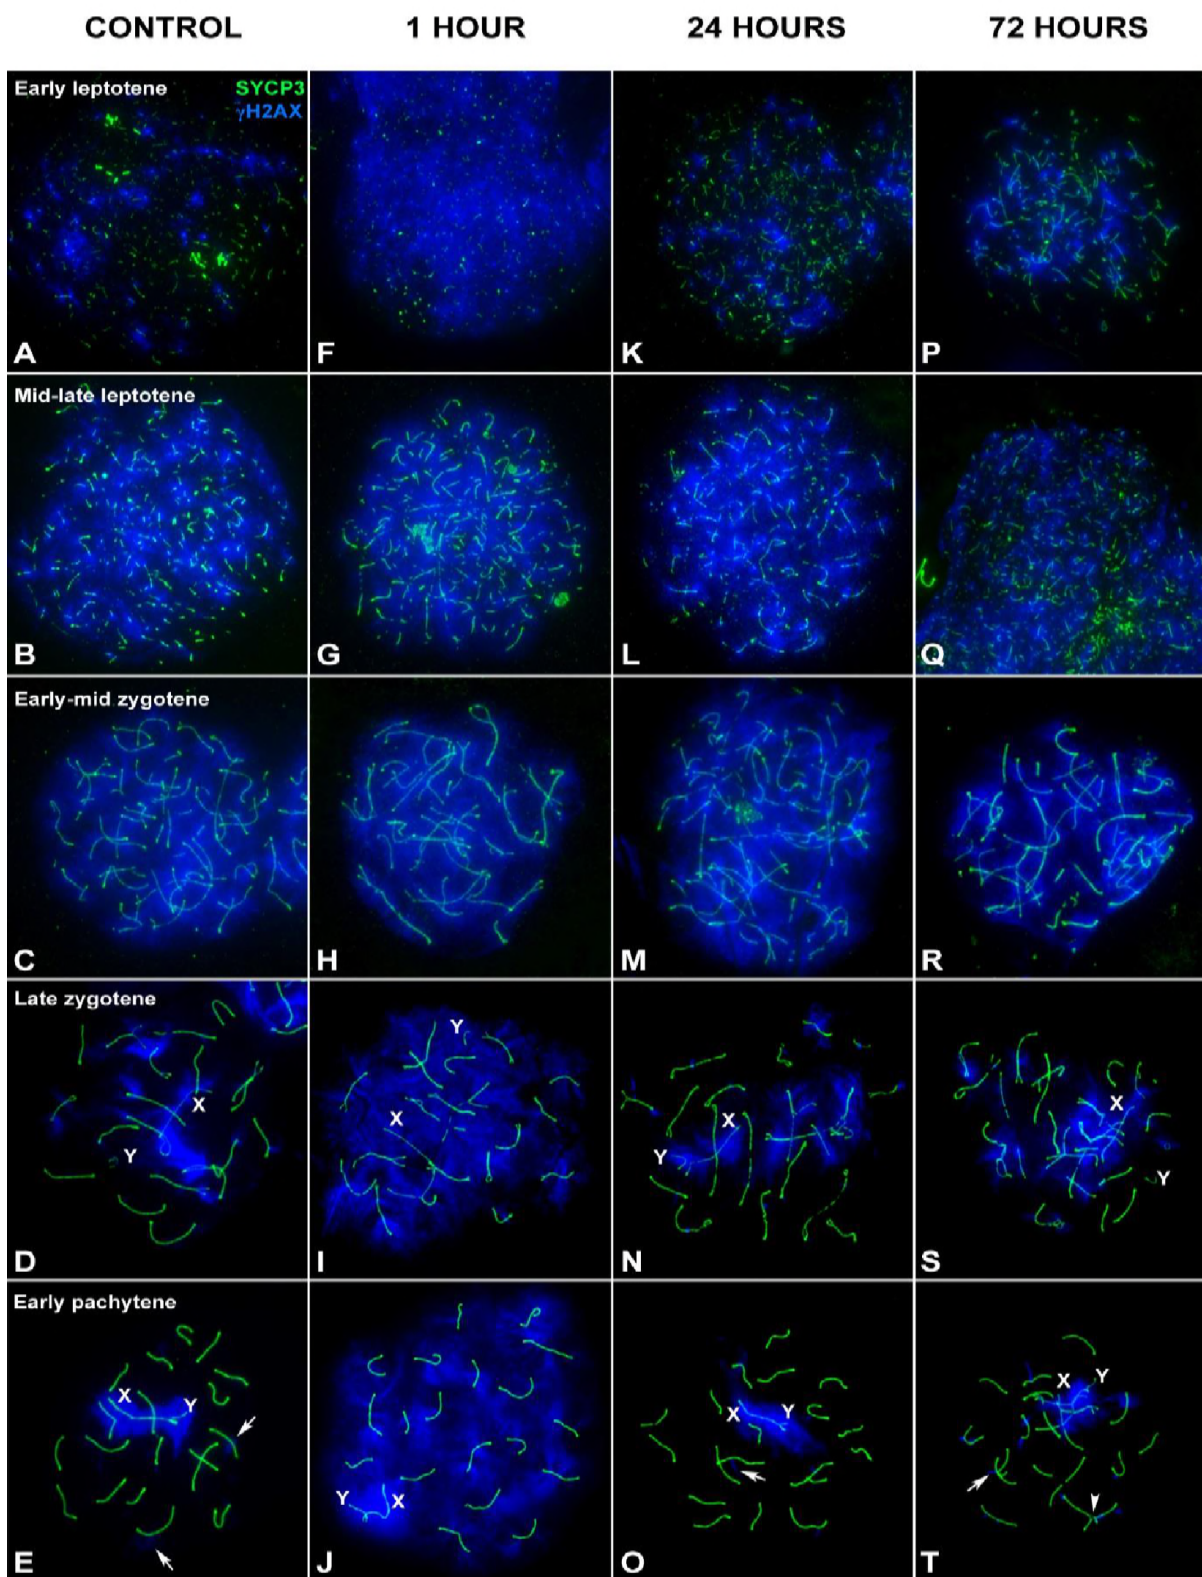 CONTROL 1 HOUR 24 HOURS 72 HOURS
Early leptotene SYCP3
γH2AX
A F K P
Mid-late leptotene
B G L Q
Early-mid zygotene
C H M R
Late zygotene
Y
X X X X
Y Y Y
D I N S
Early pachytene
X Y X Y X Y
Y X
E J O T